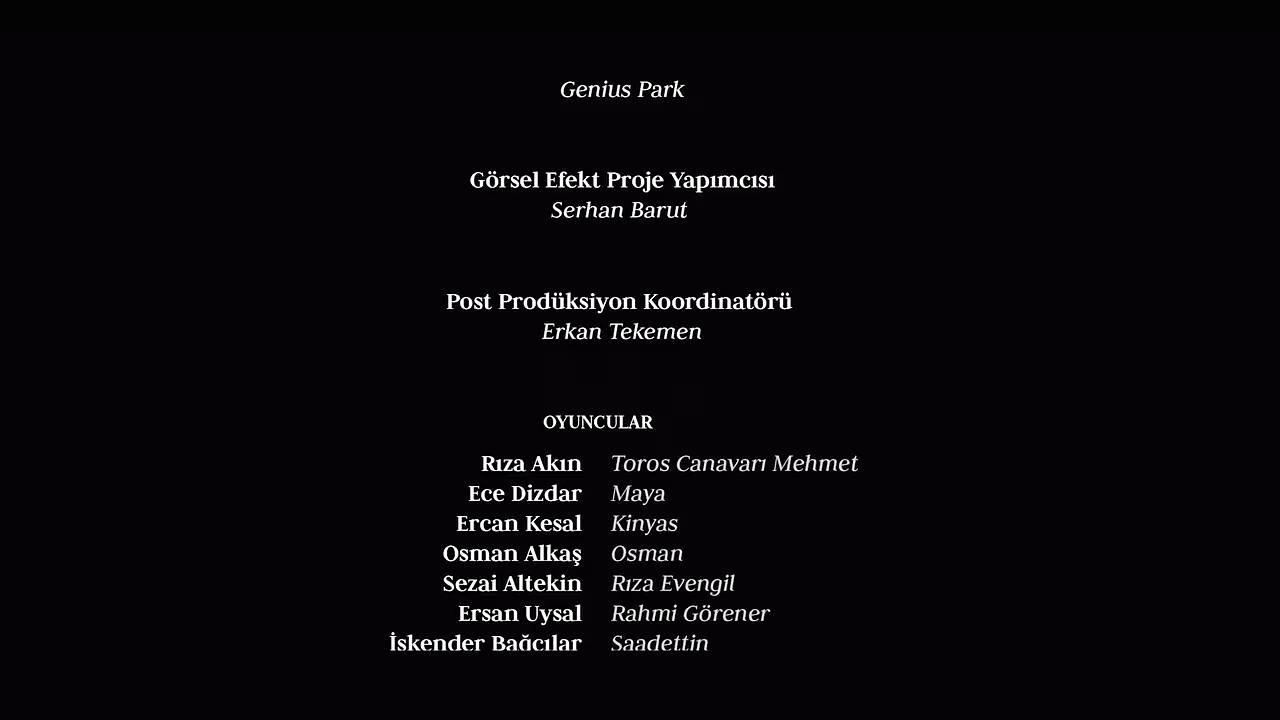 Genius Park
Görsel Efekt Proje Yapımcısı
Serhan Barut
Post Prodüksiyon Koordinatörü
Erkan Tekemen
OYUNCULAR
Rıza Akın Toros Canavarı Mehmet
Ece Dizdar Maya
Ercan Kesal Kinyas
Osman Alkaş Osman
Sezai Altekin Rıza Evengil
Ersan Uysal Rahmi Görener
İskender Bağcılar Saadettin